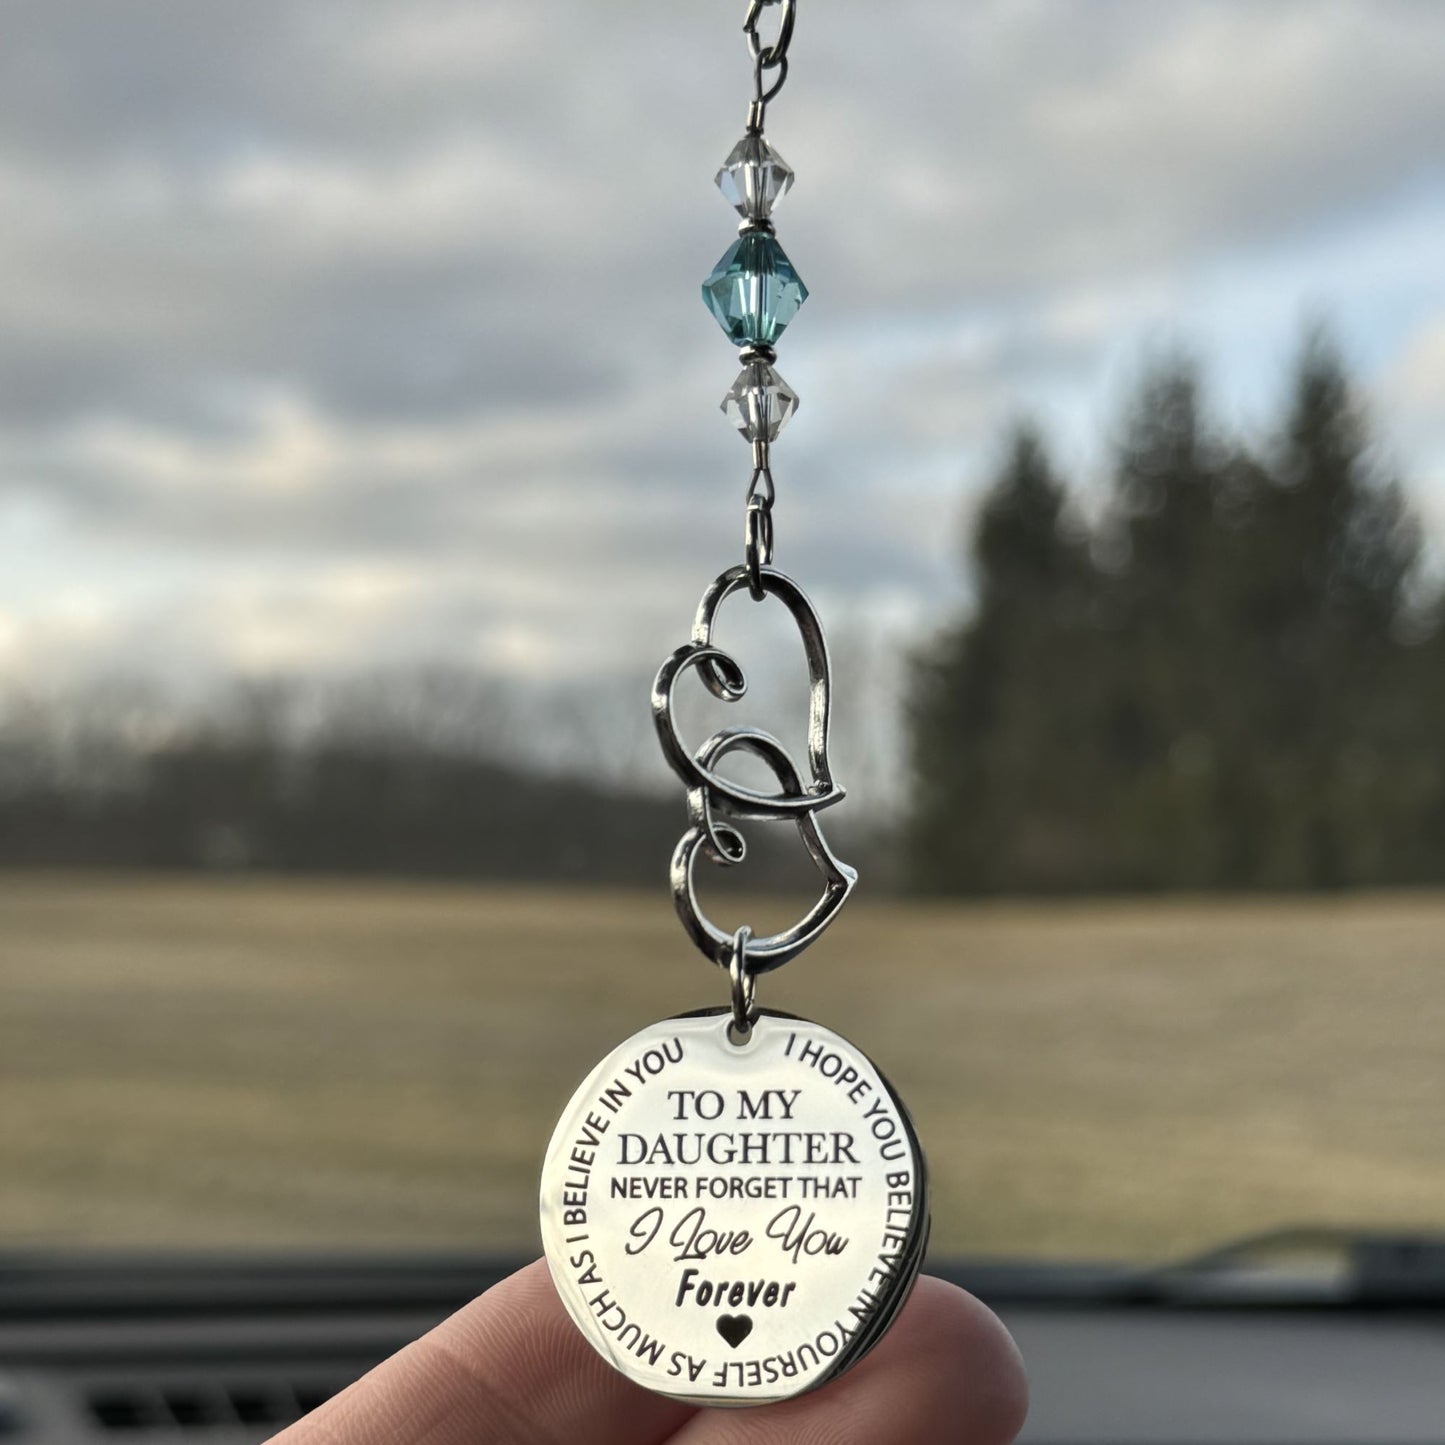 I HOPE YOU BELIEVE IN YOURSELF AS MUCH AS I BELIEVE IN YOU
TO MY
DAUGHTER
NEVER FORGET THAT
I Love You
Forever